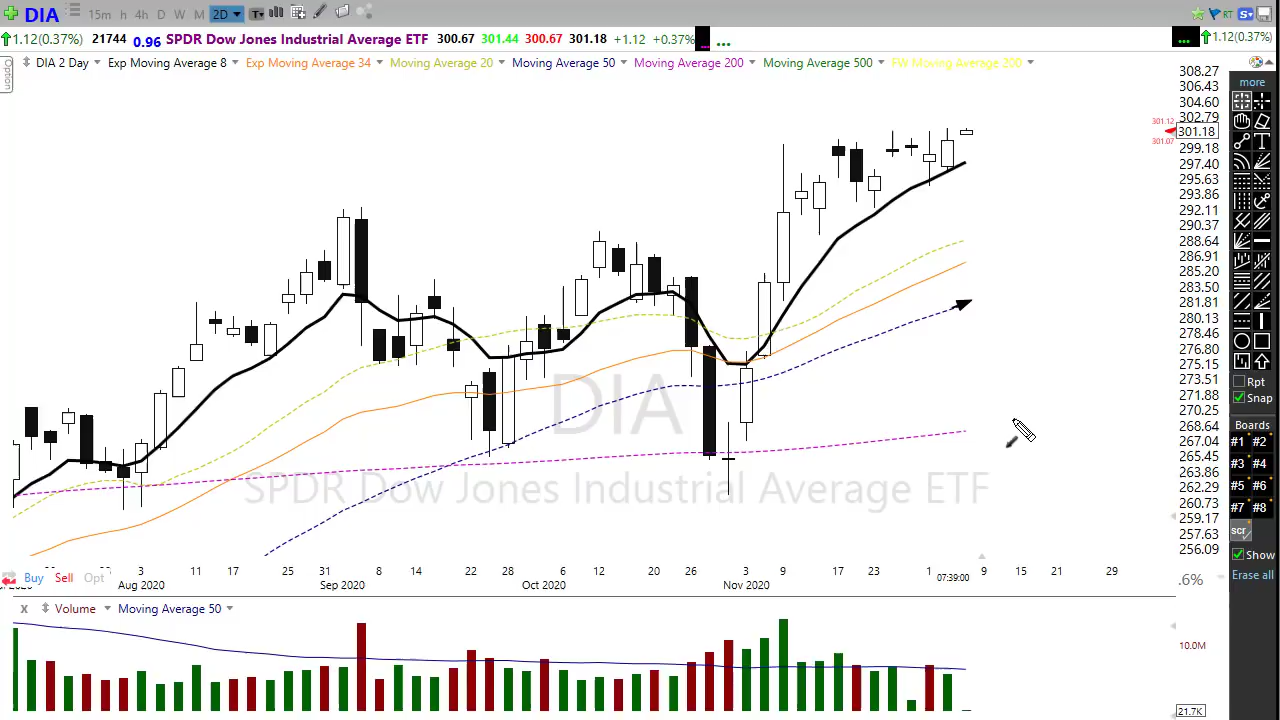 DIA 15m h 4h D W M 2D T RT S
1.12(0.37%) 21744 0.96 SPDR Dow Jones Industrial Average ETF 300.67 301.44 300.67 301.18 +1.12 +0.37% ... ... 1.12(0.37%)
Option
DIA 2 Day Exp Moving Average 8 Exp Moving Average 34 Moving Average 20 Moving Average 50 Moving Average 200 Moving Average 500 FW Moving Average 200
308.27
306.43
304.60
302.79
301.12
301.18
301.07
299.18
297.40
295.63
293.86
292.11
290.37
288.64
286.91
285.20
283.50
281.81
280.13
278.46
276.80
275.15
273.51
271.88
270.25
268.64
267.04
265.45
263.86
262.29
260.73
259.17
257.63
256.09
more
T
Rpt
Snap
Boards
#1 #2
#3 #4
#5 #6
#7 #8
scr
Show
Erase all
DIA
SPDR Dow Jones Industrial Average ETF
3 11 17 25 31 8 14 22 28 6 12 20 26 3 9 17 23 1 07:39:00 9 15 21 29
Buy Sell Opt Aug 2020 Sep 2020 Oct 2020 Nov 2020 .6%
X Volume Moving Average 50
10.0M
21.7K